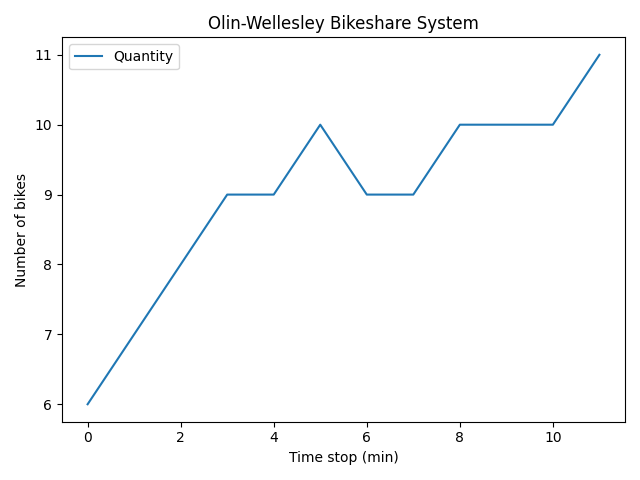 Olin-Wellesley Bikeshare System
Quantity
11
10
9
8
7
6
Number of bikes
0 2 4 6 8 10
Time stop (min)